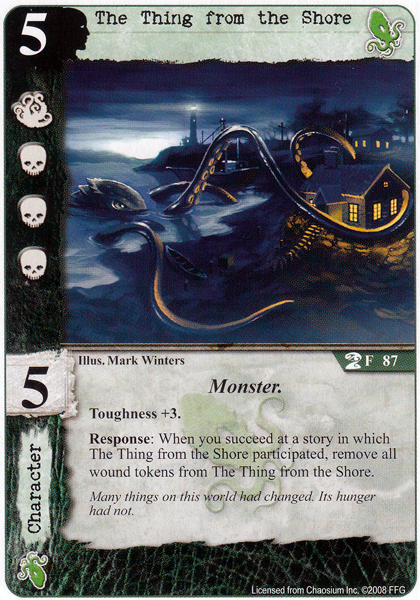 5
The Thing from the Shore
Illus. Mark Winters
F 87
5
Monster.
Toughness +3.
Response: When you succeed at a story in which
The Thing from the Shore participated, remove all
wound tokens from The Thing from the Shore.
Many things on this world had changed. Its hunger
had not.
Character
Licensed from Chaosium Inc. ©2008 FFG